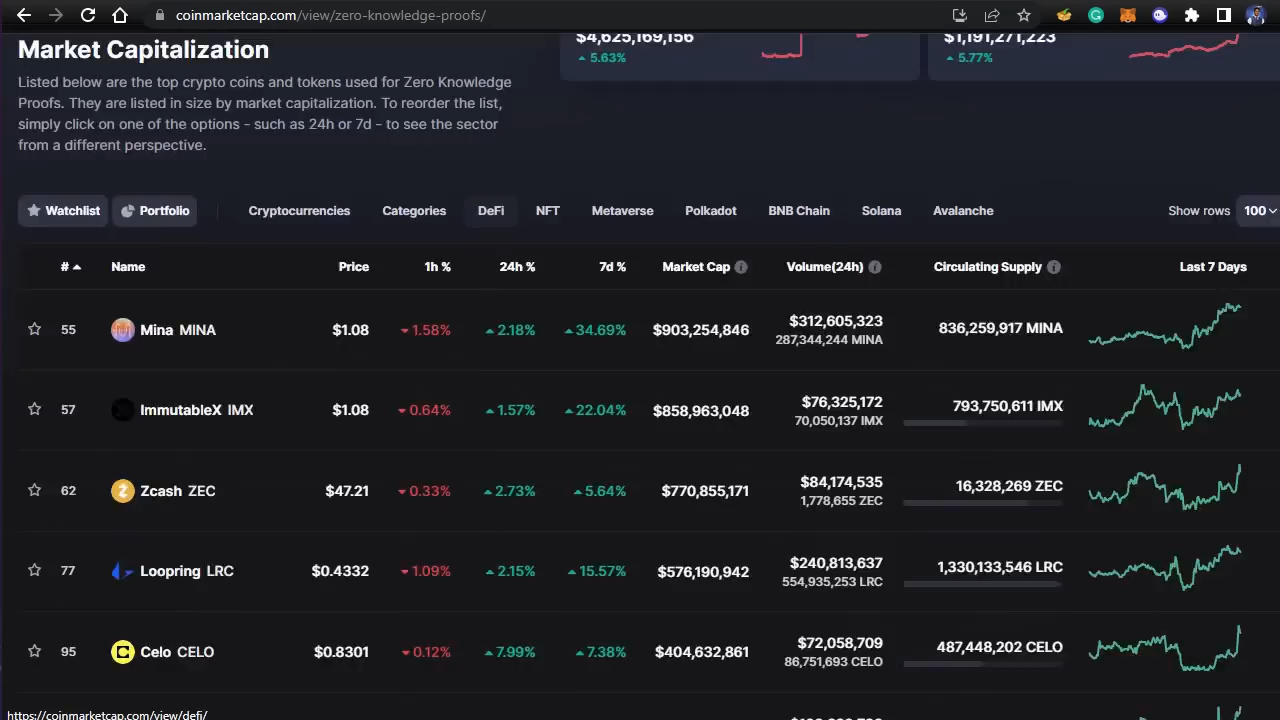 coinmarketcap.com/view/zero-knowledge-proofs/
Market Capitalization
Listed below are the top crypto coins and tokens used for Zero Knowledge
Proofs. They are listed in size by market capitalization. To reorder the list,
simply click on one of the options - such as 24h or 7d - to see the sector
from a different perspective.
$4,625,169,156
5.63%
$1,191,271,223
5.77%
Watchlist Portfolio Cryptocurrencies Categories DeFi NFT Metaverse Polkadot BNB Chain Solana Avalanche Show rows 100
# Name Price 1h % 24h % 7d % Market Cap Volume(24h) Circulating Supply Last 7 Days
55 Mina MINA $1.08 1.58% 2.18% 34.69% $903,254,846 $312,605,323 836,259,917 MINA
287,344,244 MINA
57 ImmutableX IMX $1.08 0.64% 1.57% 22.04% $858,963,048 $76,325,172 793,750,611 IMX
70,050,137 IMX
62 Zcash ZEC $47.21 0.33% 2.73% 5.64% $770,855,171 $84,174,535 16,328,269 ZEC
1,778,655 ZEC
77 Loopring LRC $0.4332 1.09% 2.15% 15.57% $576,190,942 $240,813,637 1,330,133,546 LRC
554,935,253 LRC
95 Celo CELO $0.8301 0.12% 7.99% 7.38% $404,632,861 $72,058,709 487,448,202 CELO
86,751,693 CELO
https://coinmarketcap.com/view/defi/